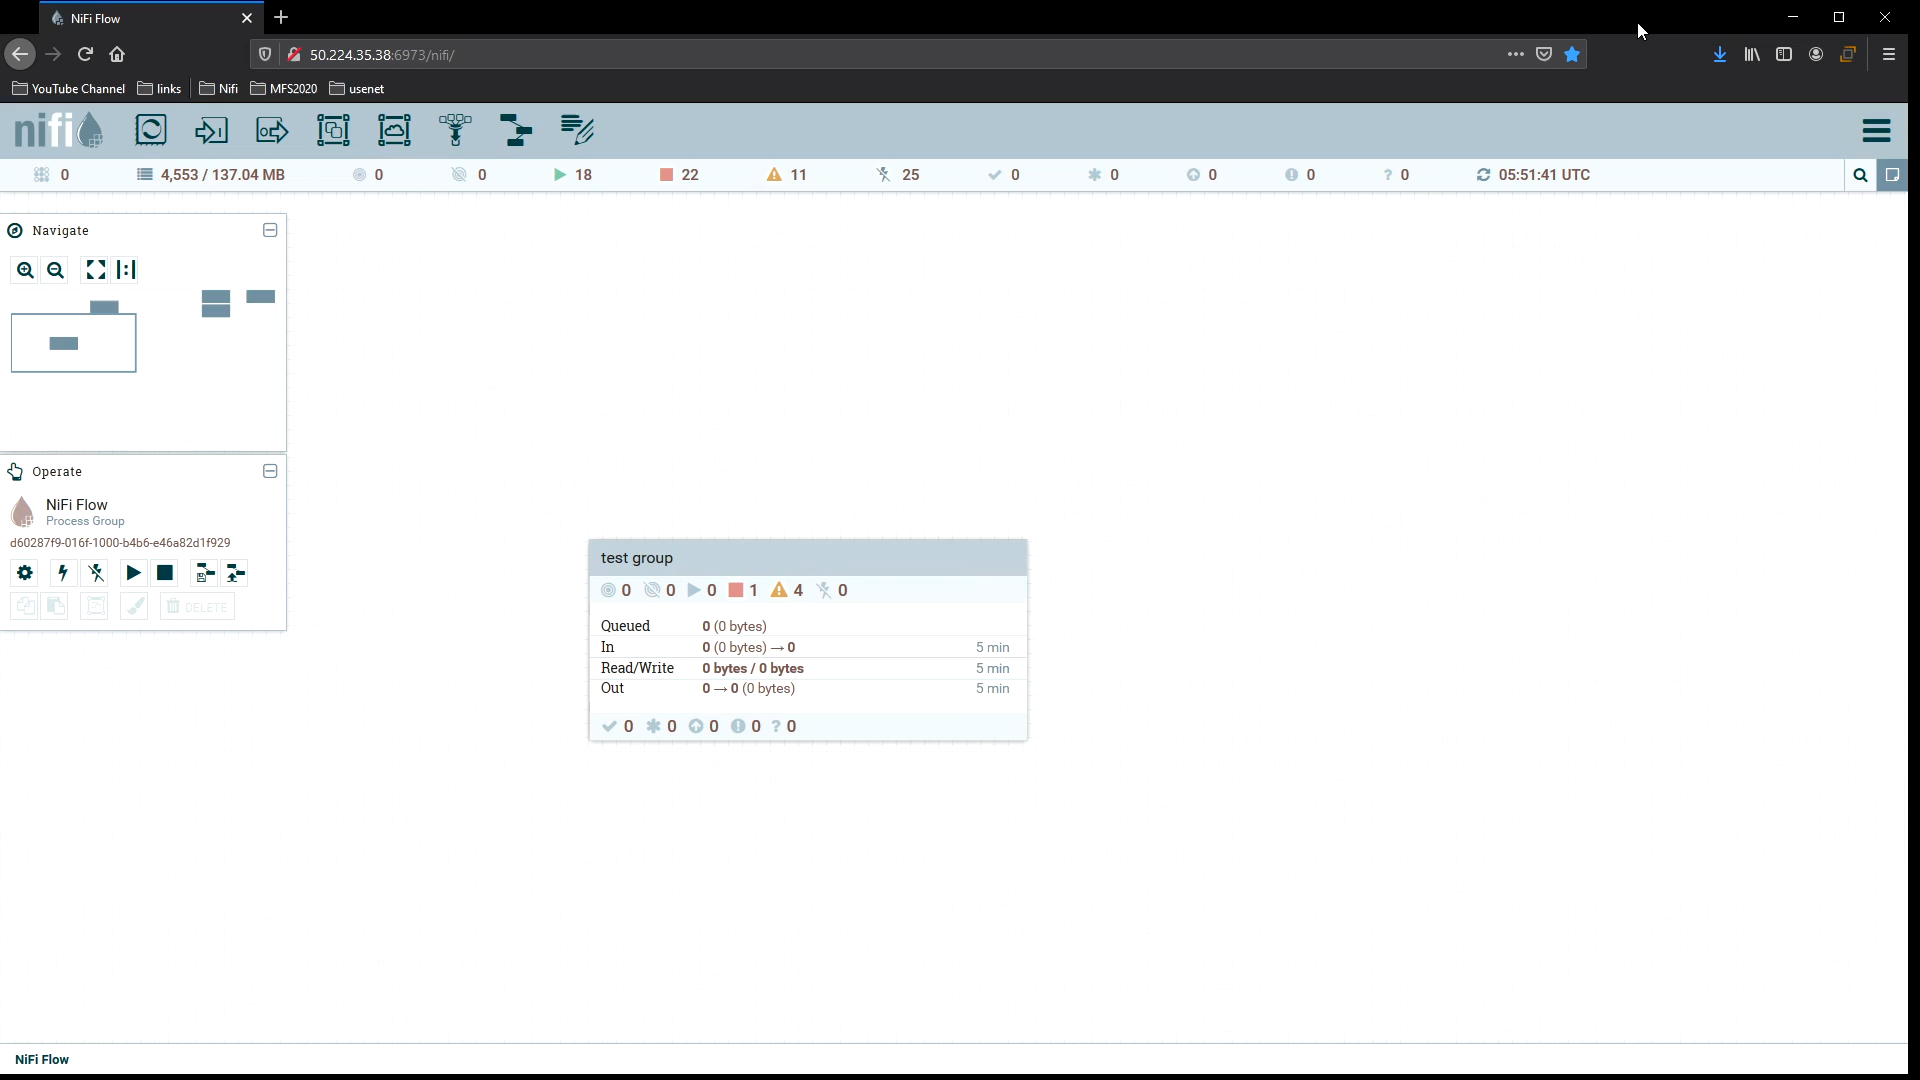 NiFi Flow
50.224.35.38:6973/nifi/
YouTube Channel links Nifi MFS2020 usenet
nifi
0 4,553 / 137.04 MB 0 0 18 22 11 25 0 0 0 0 ? 0 05:51:41 UTC
Navigate
Operate
NiFi Flow
Process Group
d60287f9-016f-1000-b4b6-e46a82d1f929
DELETE
test group
0 0 0 1 4 0
Queued 0 (0 bytes)
In 0 (0 bytes) → 0 5 min
Read/Write 0 bytes / 0 bytes 5 min
Out 0 → 0 (0 bytes) 5 min
0 0 0 0 ? 0
NiFi Flow